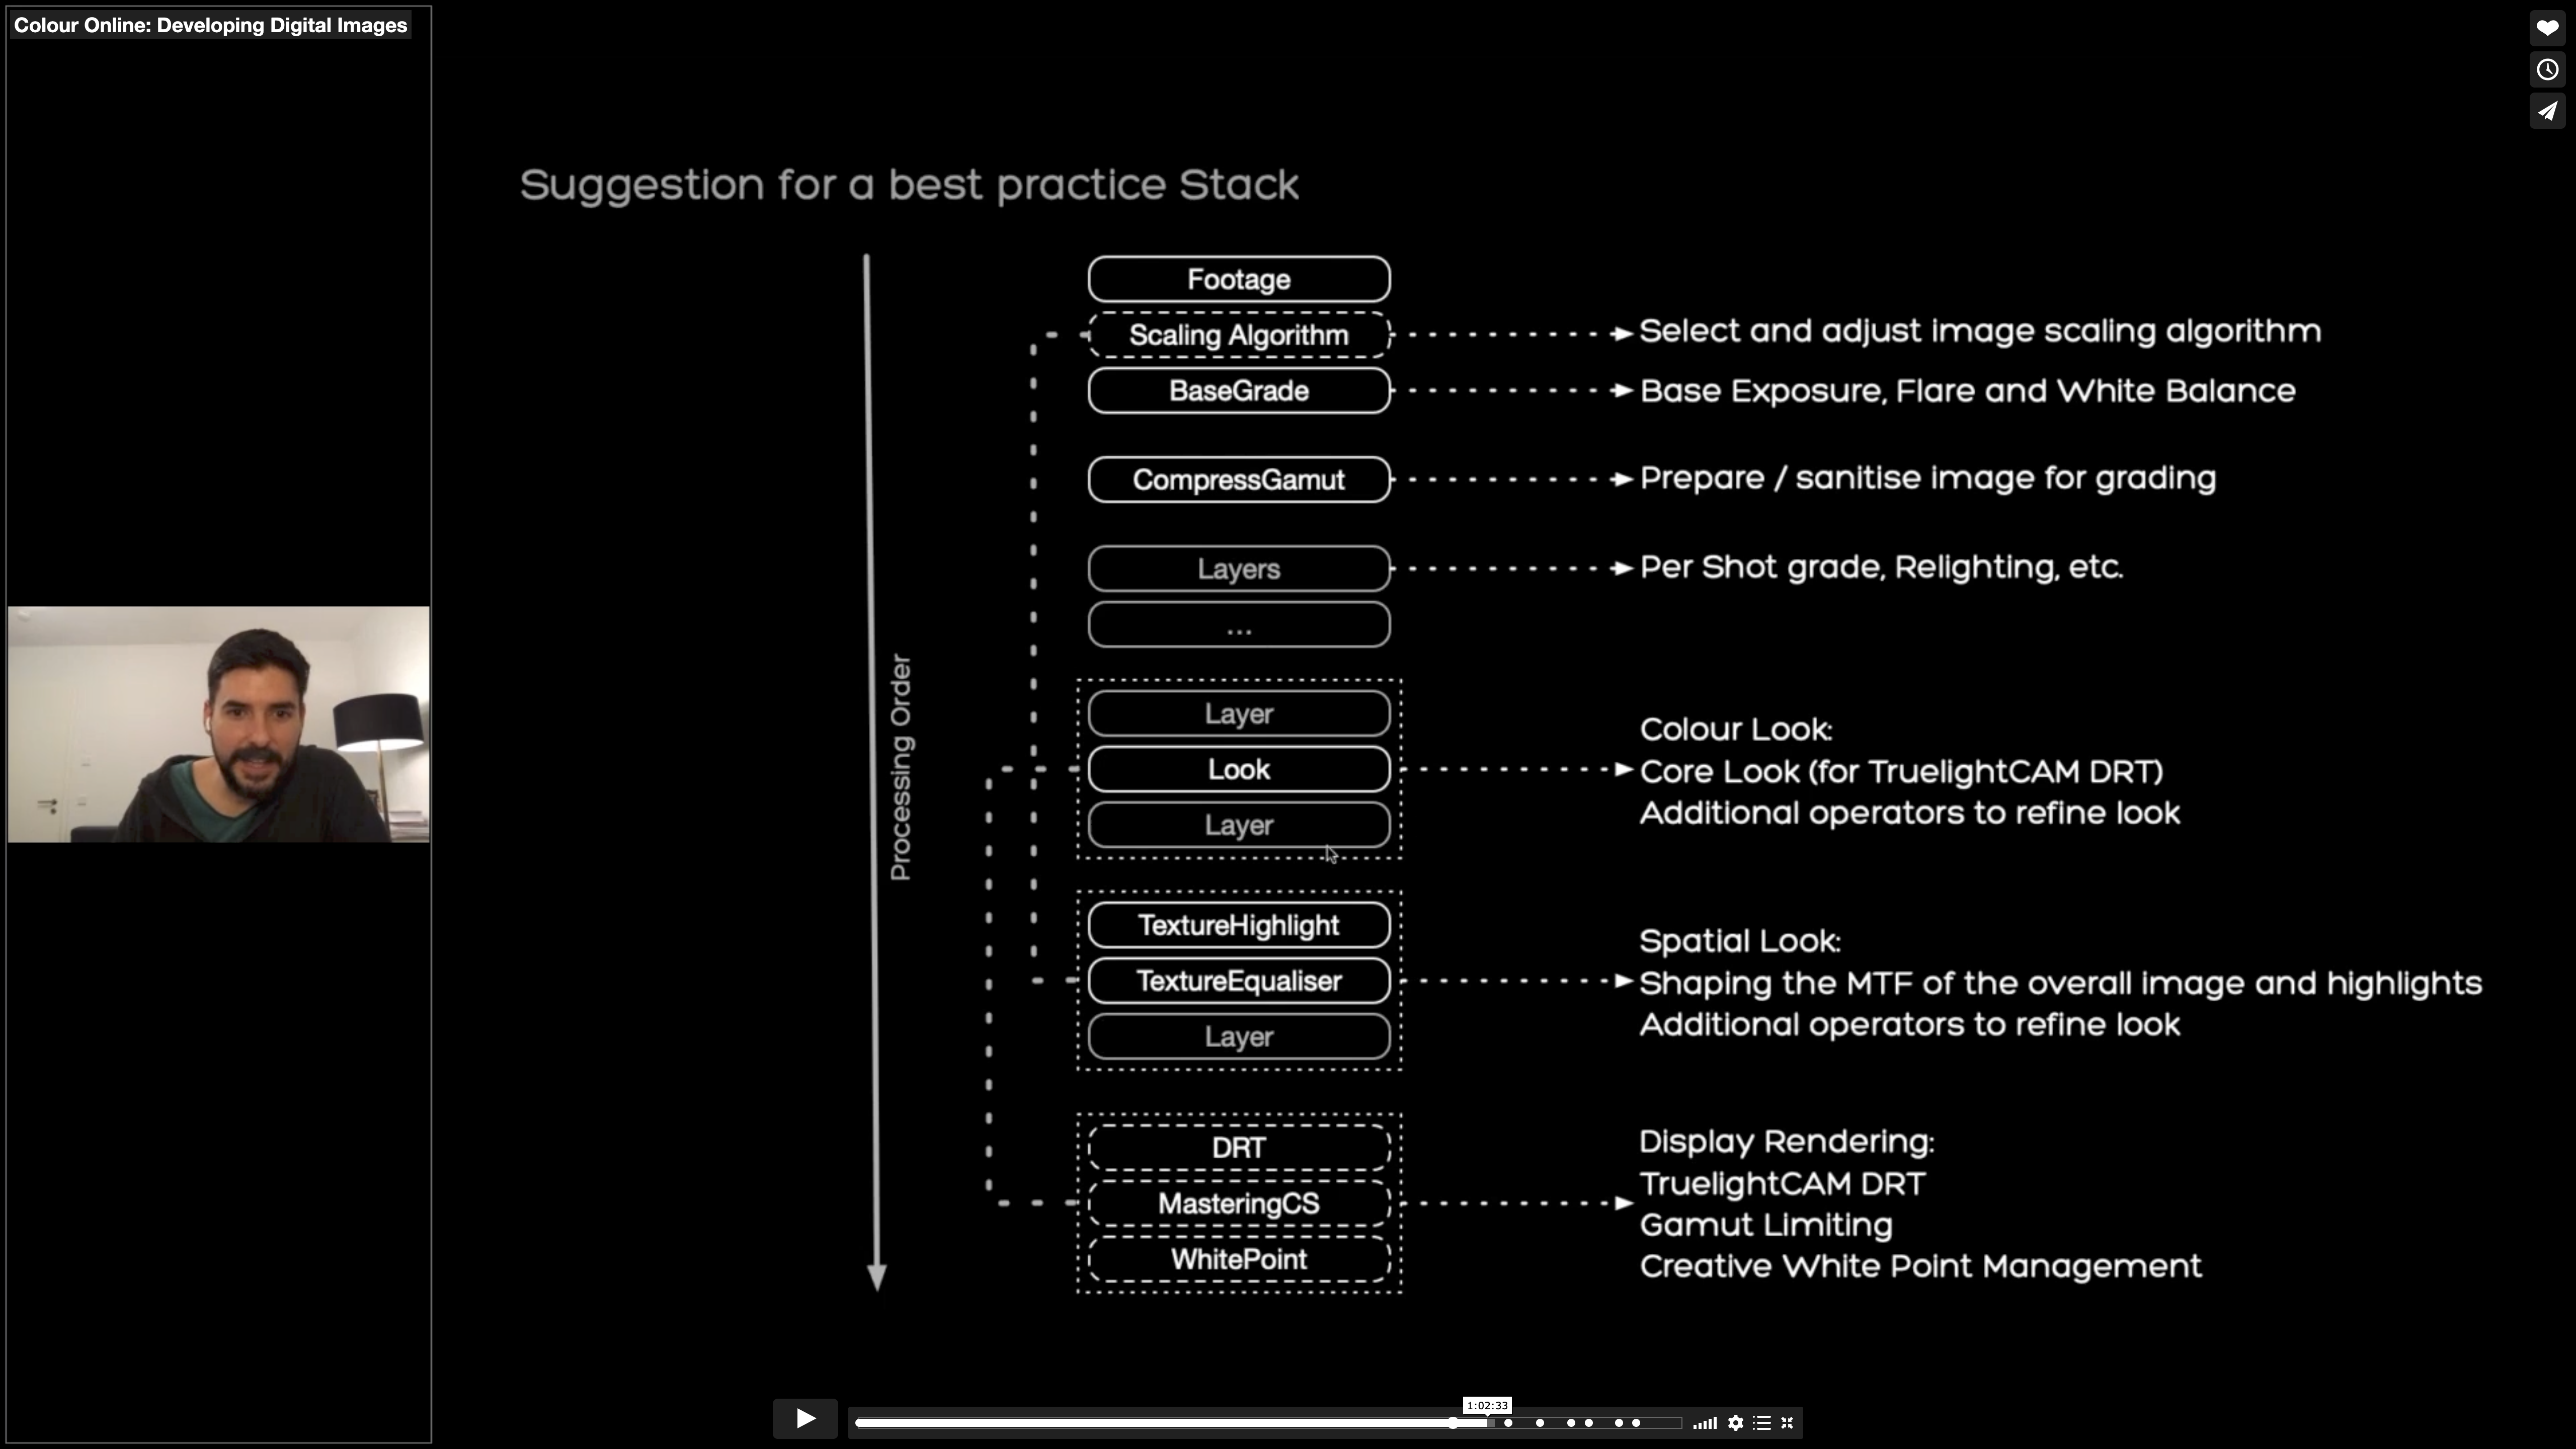 Colour Online: Developing Digital Images
Suggestion for a best practice Stack
Processing Order
Footage
Scaling Algorithm
Select and adjust image scaling algorithm
BaseGrade
Base Exposure, Flare and White Balance
CompressGamut
Prepare / sanitise image for grading
Layers
Per Shot grade, Relighting, etc.
...
Layer
Look
Layer
Colour Look:
Core Look (for TruelightCAM DRT)
Additional operators to refine look
TextureHighlight
TextureEqualiser
Layer
Spatial Look:
Shaping the MTF of the overall image and highlights
Additional operators to refine look
DRT
MasteringCS
WhitePoint
Display Rendering:
TruelightCAM DRT
Gamut Limiting
Creative White Point Management
1:02:33